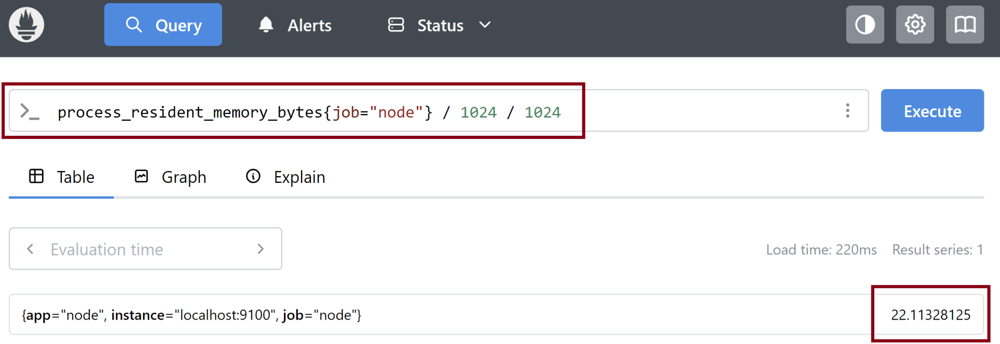 Query Alerts Status
>_ process_resident_memory_bytes{job="node"} / 1024 / 1024
Execute
Table Graph Explain
Evaluation time
Load time: 220ms Result series: 1
{app="node", instance="localhost:9100", job="node"} 22.11328125